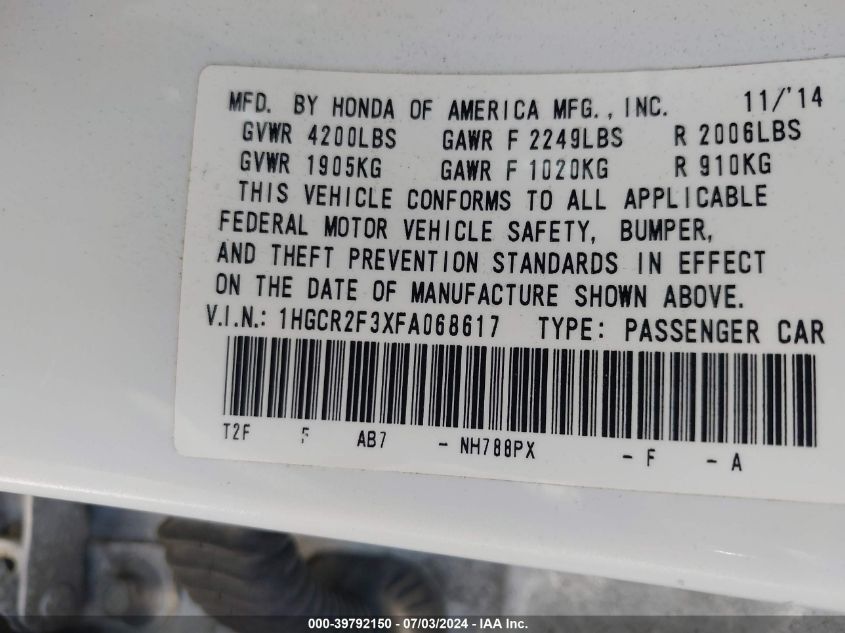 MFD. BY HONDA OF AMERICA MFG., INC. 11/'14
GVWR 4200LBS GAWR F 2249LBS R 2006LBS
GVWR 1905KG GAWR F 1020KG R 910KG
THIS VEHICLE CONFORMS TO ALL APPLICABLE
FEDERAL MOTOR VEHICLE SAFETY, BUMPER,
AND THEFT PREVENTION STANDARDS IN EFFECT
ON THE DATE OF MANUFACTURE SHOWN ABOVE.
V.I.N.: 1HGCR2F3XFA068617 TYPE: PASSENGER CAR
T2F 5 AB7 - NH788PX - F - A
000-39792150 - 07/03/2024 - IAA Inc.